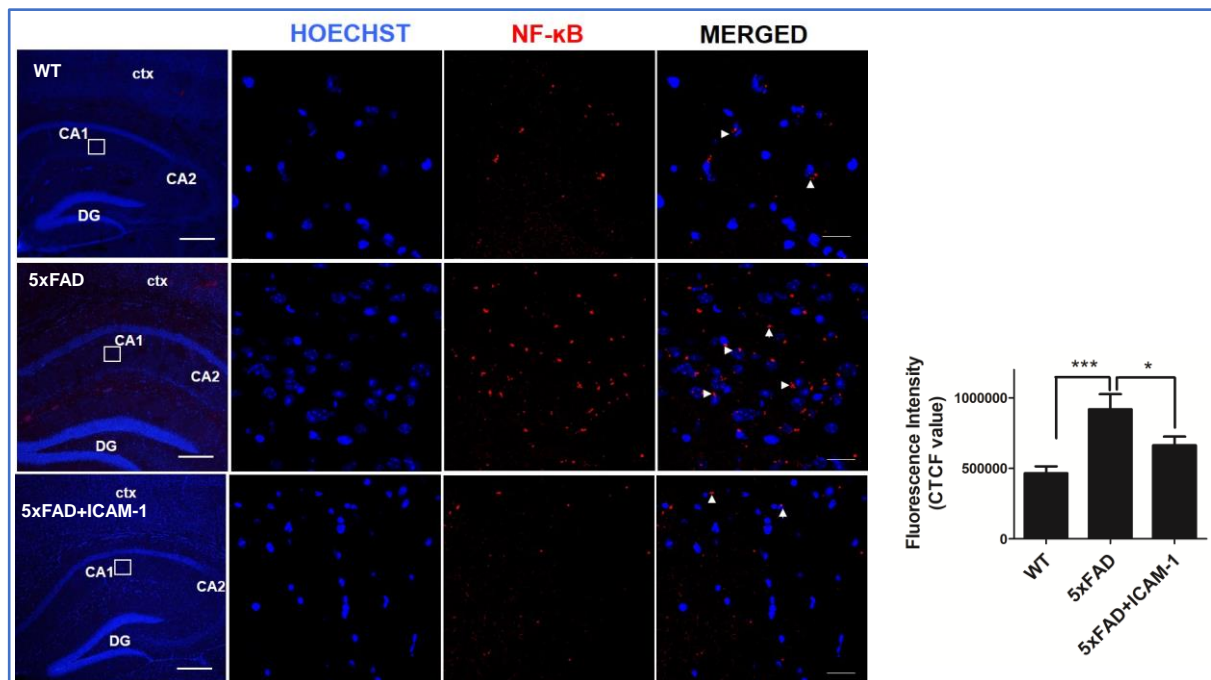 HOECHST NF-κB MERGED
WT
ctx
CA1
CA2
DG
5xFAD
ctx
CA1
CA2
DG
ctx
5xFAD+ICAM-1
CA1
CA2
DG
Fluorescence Intensity
(CTCF value)
1000000
500000
0
*** *
WT
5xFAD
5xFAD+ICAM-1